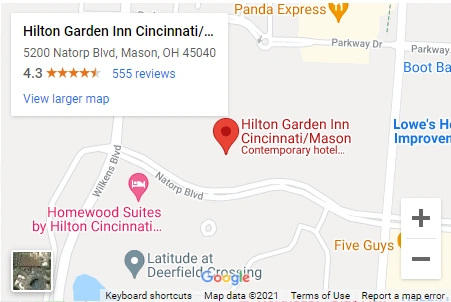 Panda Express
Hilton Garden Inn Cincinnati/...
5200 Natorp Blvd, Mason, OH 45040
4.3
555 reviews
View larger map
Parkway Dr
Boot Ba
Hilton Garden Inn
Cincinnati/Mason
Contemporary hotel...
Lowe's Ho
Improvem
Wilkens Blvd
Natorp Blvd
Homewood Suites
by Hilton Cincinnati...
+
Five Guys
−
Latitude at
Deerfield Crossing
Google
Keyboard shortcuts
Map data ©2021
Terms of Use
Report a map error